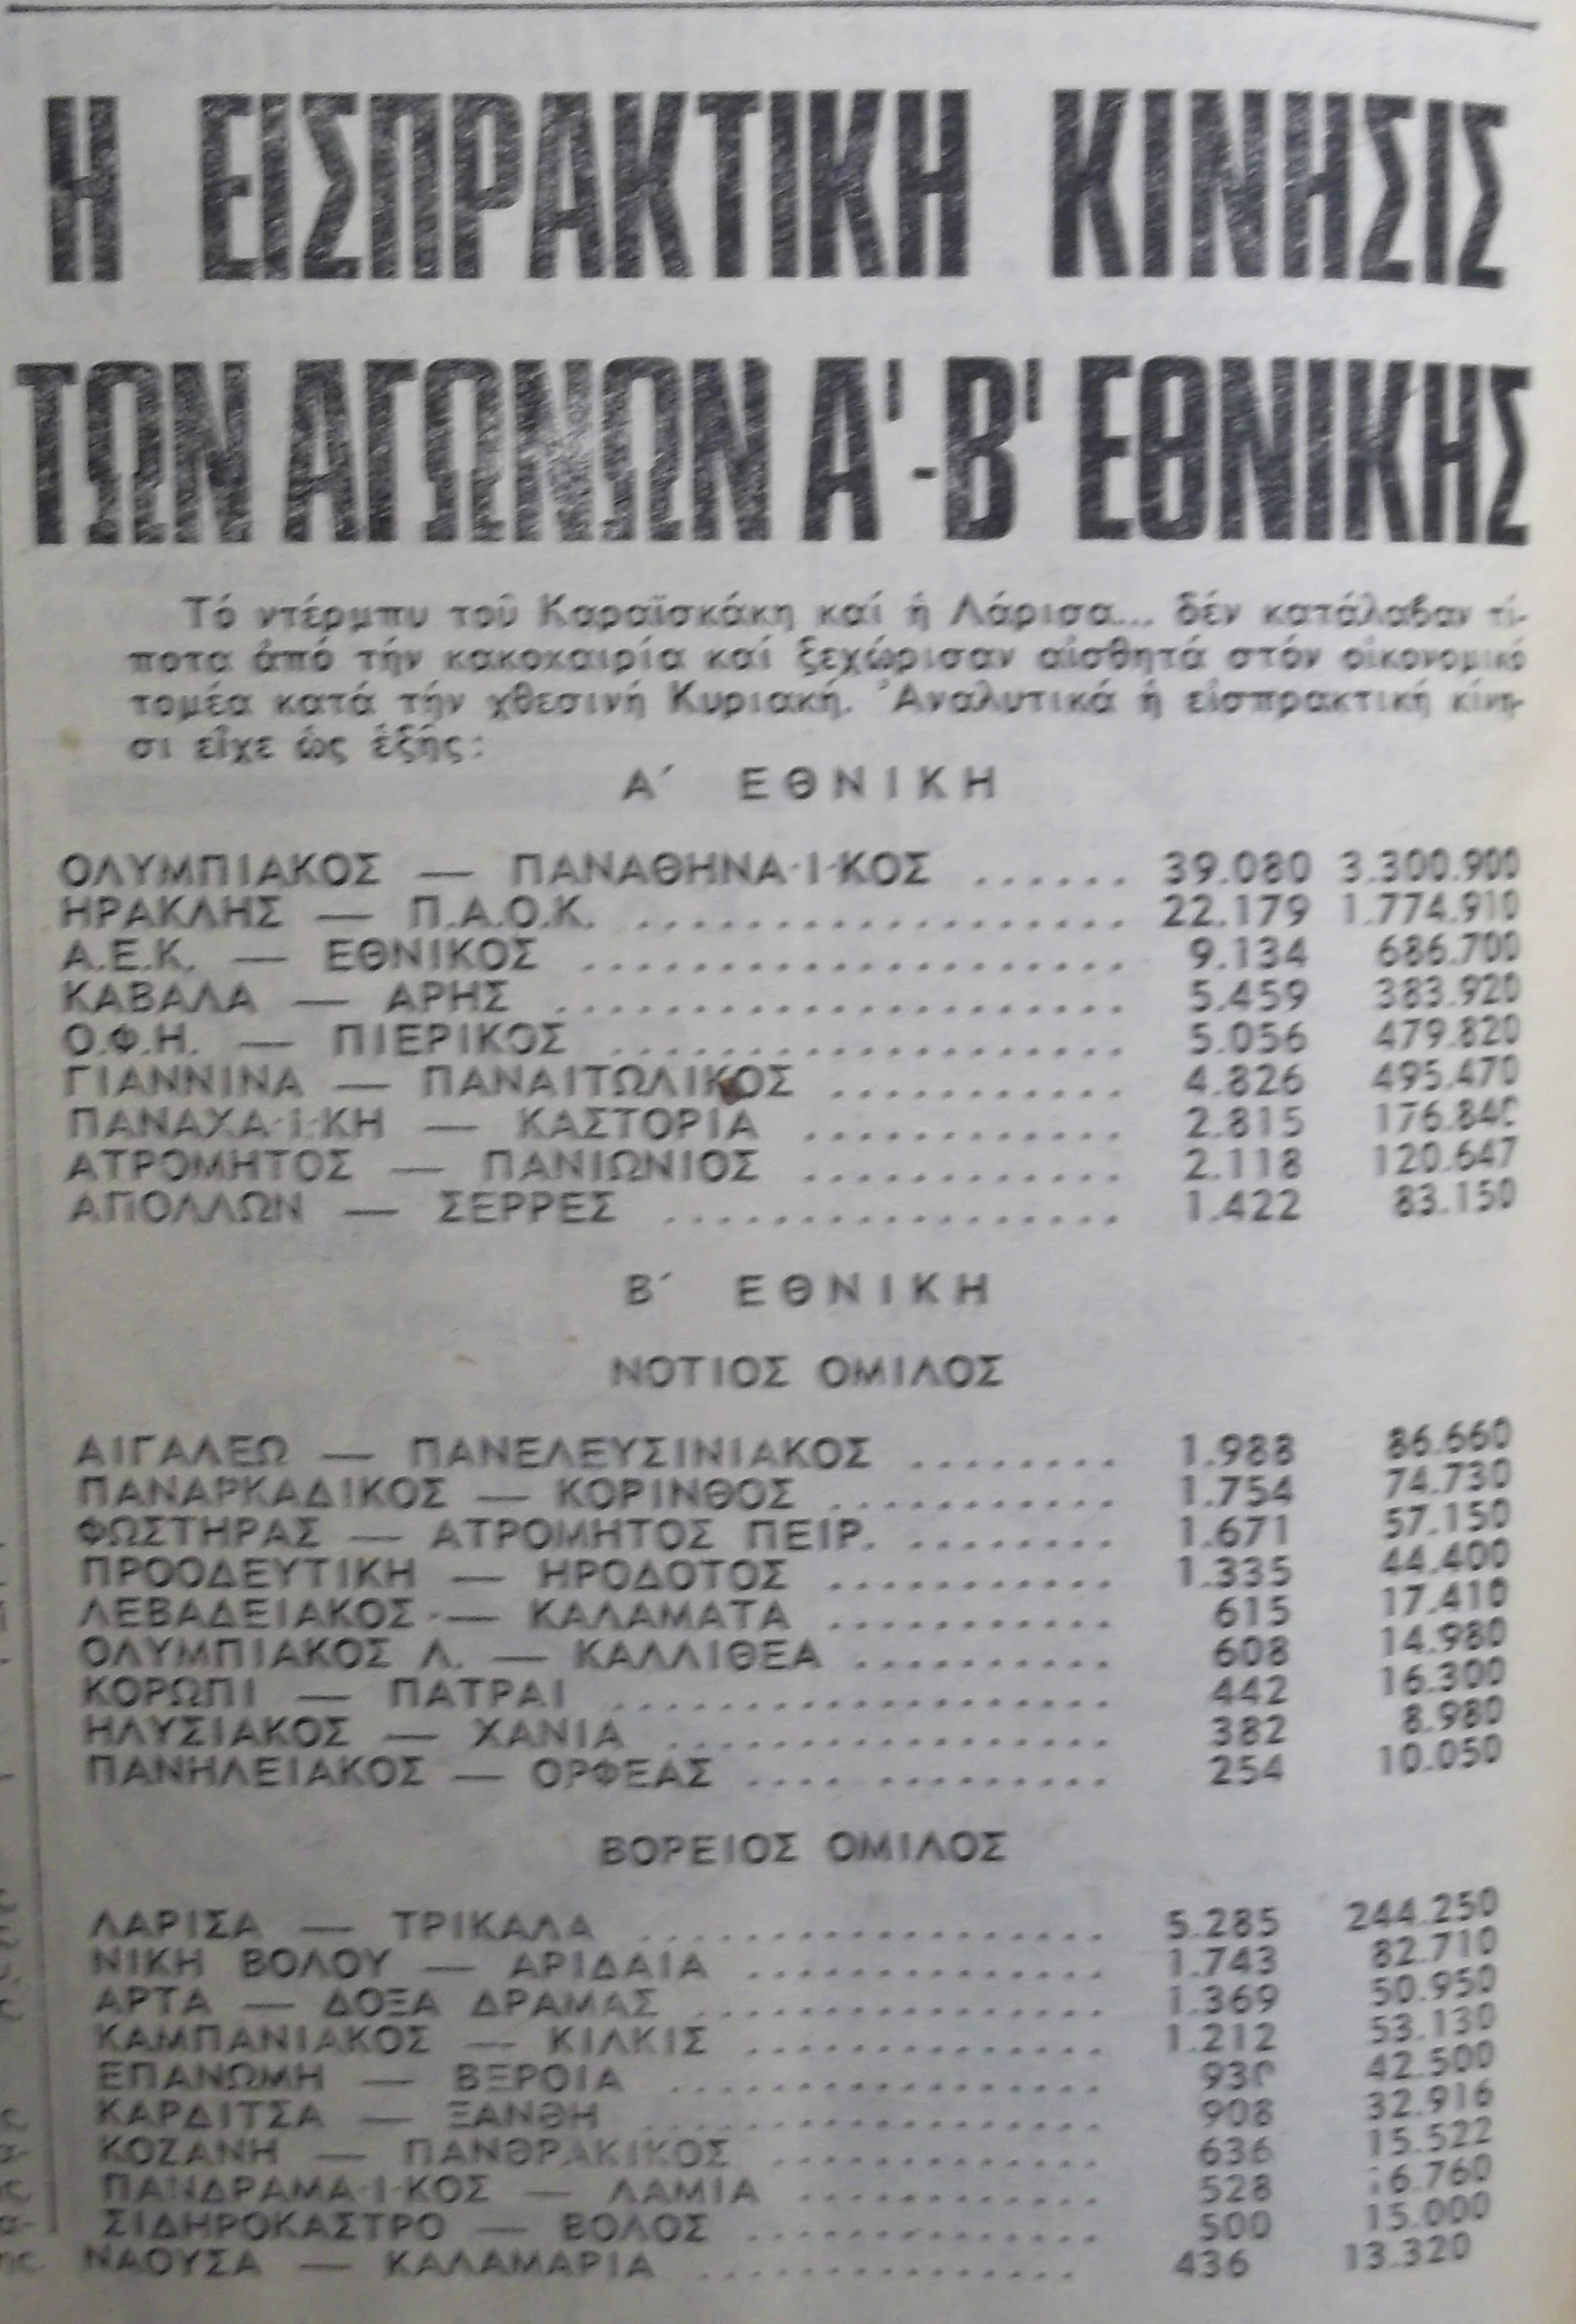 Η ΕΙΣΠΡΑΚΤΙΚΗ ΚΙΝΗΣΙΣ
ΤΩΝ ΑΓΩΝΩΝ Α' - Β' ΕΘΝΙΚΗΣ
Τό ντέρμπυ τοῦ Καραϊσκάκη καί ἡ Λάρισα... δέν κατάλαβαν τί-
ποτα ἀπό τήν κακοκαιρία καί ξεχώρισαν αἰσθητά στόν οἰκονομικό
τομέα κατά τήν χθεσινή Κυριακή. Ἀναλυτικά ἡ εἰσπρακτική κίνη-
σι εἶχε ὡς ἑξῆς:
Α΄ ΕΘΝΙΚΗ
ΟΛΥΜΠΙΑΚΟΣ — ΠΑΝΑΘΗΝΑ·Ι·ΚΟΣ ...... 39.080 3.300.900
ΗΡΑΚΛΗΣ — Π.Α.Ο.Κ. .................. 22.179 1.774.910
Α.Ε.Κ. — ΕΘΝΙΚΟΣ .................... 9.134 686.700
ΚΑΒΑΛΑ — ΑΡΗΣ ..................... 5.459 383.920
Ο.Φ.Η. — ΠΙΕΡΙΚΟΣ ................... 5.056 479.820
ΓΙΑΝΝΙΝΑ — ΠΑΝΑΙΤΩΛΙΚΟΣ ........... 4.826 495.470
ΠΑΝΑΧΑ·Ι·ΚΗ — ΚΑΣΤΟΡΙΑ ............ 2.815 176.840
ΑΤΡΟΜΗΤΟΣ — ΠΑΝΙΩΝΙΟΣ ............ 2.118 120.647
ΑΠΟΛΛΩΝ — ΣΕΡΡΕΣ ................. 1.422 83.150
Β΄ ΕΘΝΙΚΗ
ΝΟΤΙΟΣ ΟΜΙΛΟΣ
ΑΙΓΑΛΕΩ — ΠΑΝΕΛΕΥΣΙΝΙΑΚΟΣ ........ 1.988 86.660
ΠΑΝΑΡΚΑΔΙΚΟΣ — ΚΟΡΙΝΘΟΣ ........... 1.754 74.730
ΦΩΣΤΗΡΑΣ — ΑΤΡΟΜΗΤΟΣ ΠΕΙΡ. ........ 1.671 57.150
ΠΡΟΟΔΕΥΤΙΚΗ — ΗΡΟΔΟΤΟΣ ........... 1.335 44.400
ΛΕΒΑΔΕΙΑΚΟΣ — ΚΑΛΑΜΑΤΑ ........... 615 17.410
ΟΛΥΜΠΙΑΚΟΣ Λ. — ΚΑΛΛΙΘΕΑ .......... 608 14.980
ΚΟΡΩΠΙ — ΠΑΤΡΑΙ ................... 442 16.300
ΗΛΥΣΙΑΚΟΣ — ΧΑΝΙΑ ................. 382 8.980
ΠΑΝΗΛΕΙΑΚΟΣ — ΟΡΦΕΑΣ .... ......... 254 10.050
ΒΟΡΕΙΟΣ ΟΜΙΛΟΣ
ΛΑΡΙΣΑ — ΤΡΙΚΑΛΑ .................. 5.285 244.250
ΝΙΚΗ ΒΟΛΟΥ — ΑΡΙΔΑΙΑ .............. 1.743 82.710
ΑΡΤΑ — ΔΟΞΑ ΔΡΑΜΑΣ ................ 1.369 50.950
ΚΑΜΠΑΝΙΑΚΟΣ — ΚΙΛΚΙΣ .............. 1.212 53.130
ΕΠΑΝΩΜΗ — ΒΕΡΟΙΑ ................. 930 42.500
ΚΑΡΔΙΤΣΑ — ΞΑΝΘΗ .................. 908 32.916
ΚΟΖΑΝΗ — ΠΑΝΘΡΑΚΙΚΟΣ ............. 636 15.522
ΠΑΝΔΡΑΜΑ·Ι·ΚΟΣ — ΛΑΜΙΑ ............ 528 16.760
ΣΙΔΗΡΟΚΑΣΤΡΟ — ΒΟΛΟΣ .............. 500 15.000
ΝΑΟΥΣΑ — ΚΑΛΑΜΑΡΙΑ ............... 436 13.320